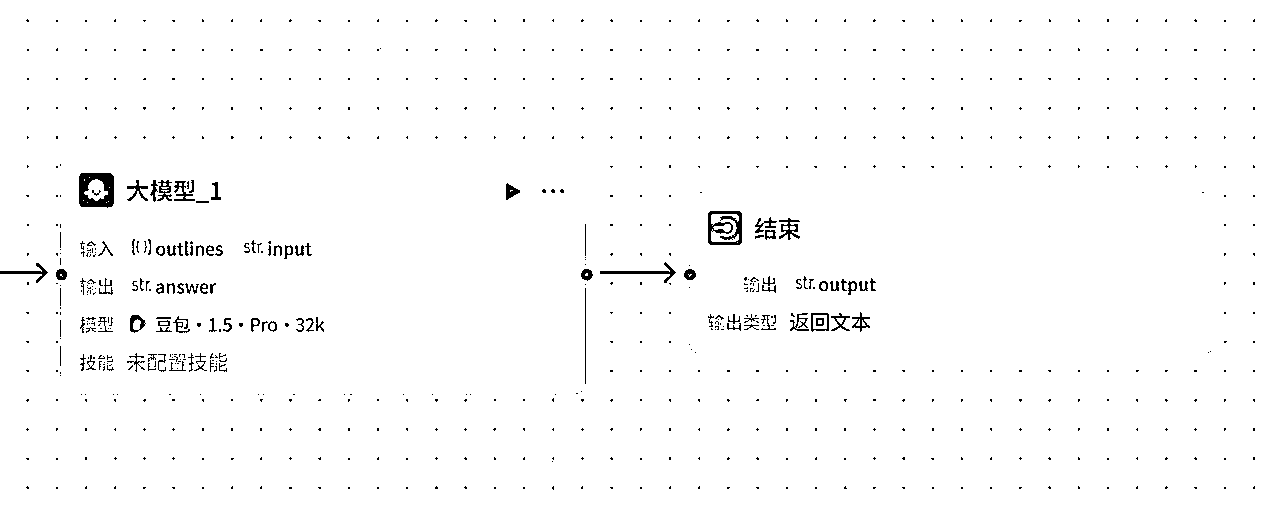 大模型_1
输入 [()] outlines str. input
输出 str. answer
模型 豆包·1.5·Pro·32k
技能 未配置技能
结束
输出 str. output
输出类型 返回文本